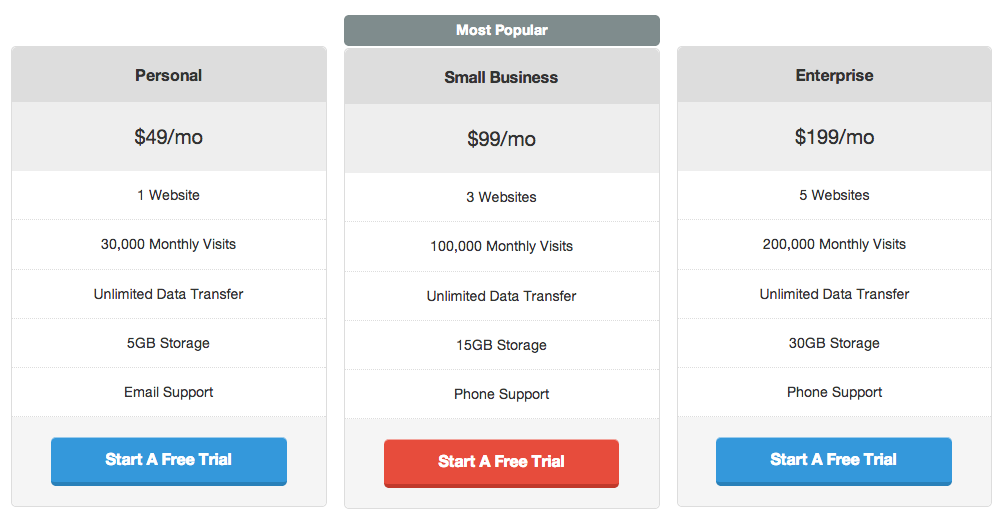 Most Popular
Personal
$49/mo
1 Website
30,000 Monthly Visits
Unlimited Data Transfer
5GB Storage
Email Support
Start A Free Trial
Small Business
$99/mo
3 Websites
100,000 Monthly Visits
Unlimited Data Transfer
15GB Storage
Phone Support
Start A Free Trial
Enterprise
$199/mo
5 Websites
200,000 Monthly Visits
Unlimited Data Transfer
30GB Storage
Phone Support
Start A Free Trial